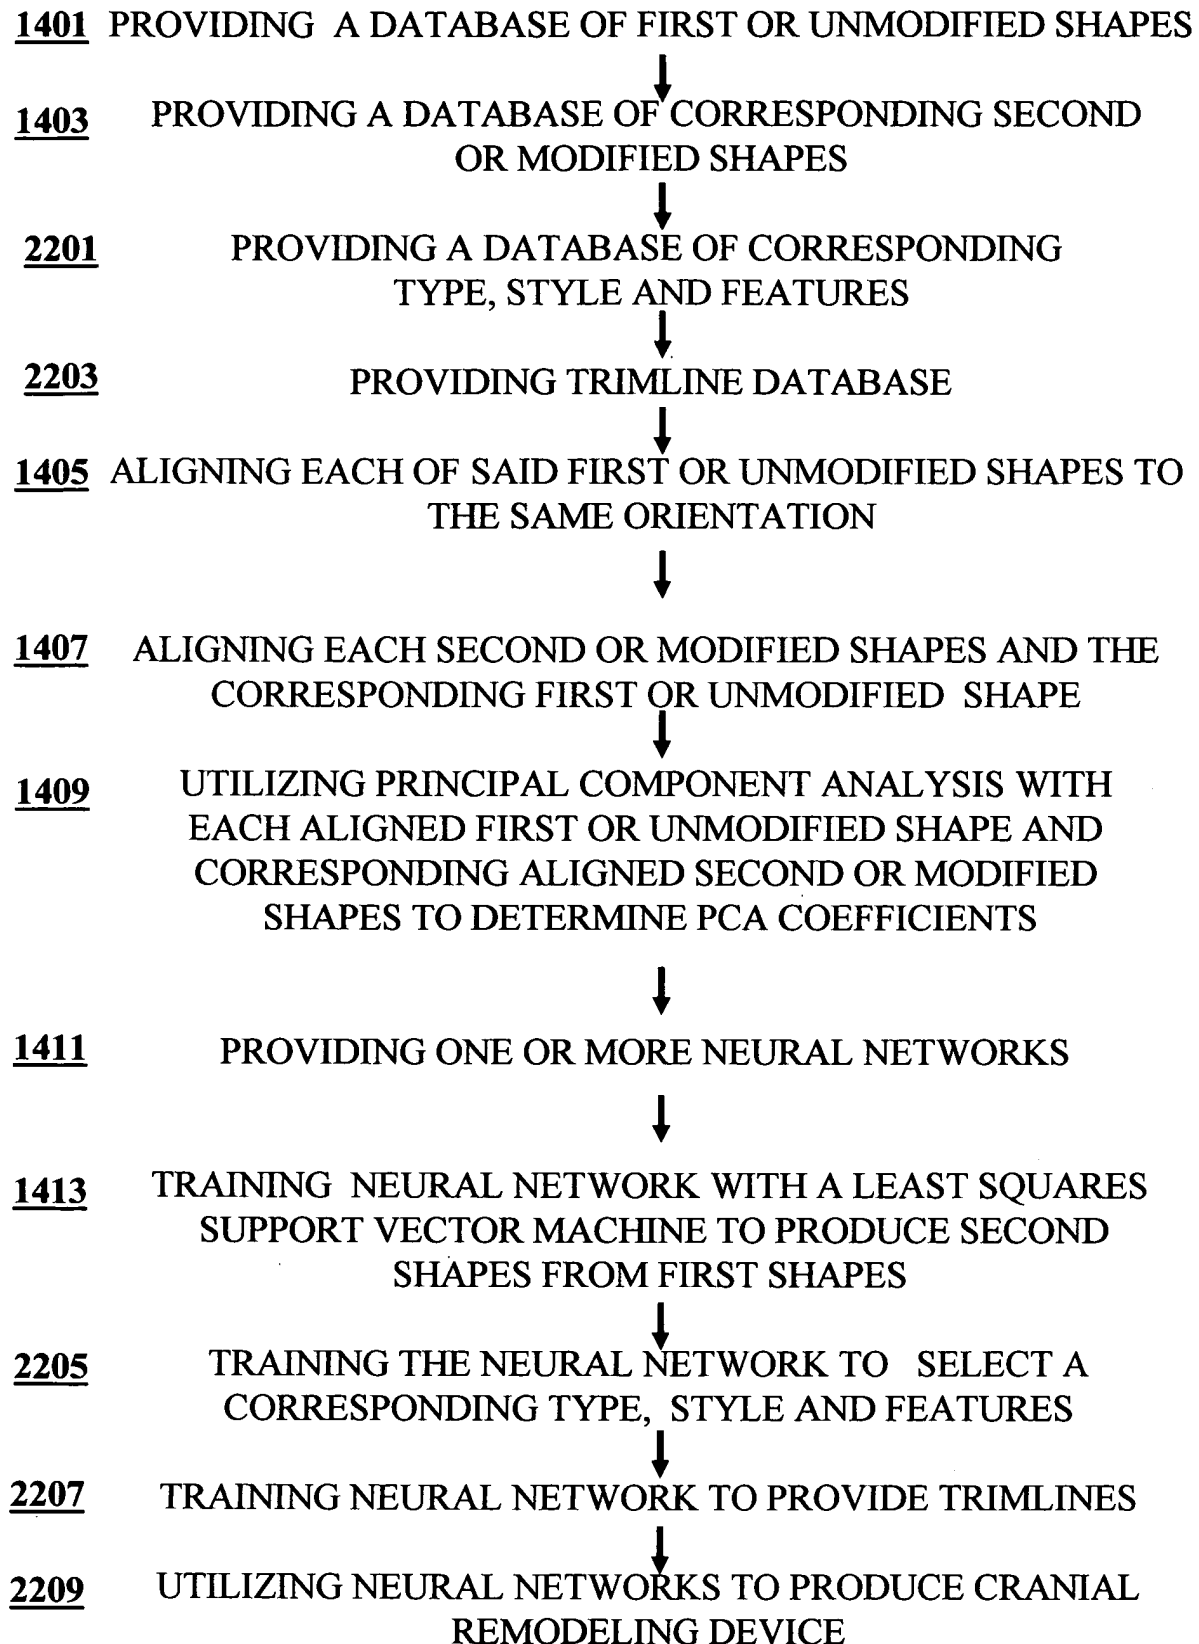 1401 PROVIDING A DATABASE OF FIRST OR UNMODIFIED SHAPES
1403 PROVIDING A DATABASE OF CORRESPONDING SECOND
OR MODIFIED SHAPES
2201 PROVIDING A DATABASE OF CORRESPONDING
TYPE, STYLE AND FEATURES
2203 PROVIDING TRIMLINE DATABASE
1405 ALIGNING EACH OF SAID FIRST OR UNMODIFIED SHAPES TO
THE SAME ORIENTATION
1407 ALIGNING EACH SECOND OR MODIFIED SHAPES AND THE
CORRESPONDING FIRST OR UNMODIFIED SHAPE
1409 UTILIZING PRINCIPAL COMPONENT ANALYSIS WITH
EACH ALIGNED FIRST OR UNMODIFIED SHAPE AND
CORRESPONDING ALIGNED SECOND OR MODIFIED
SHAPES TO DETERMINE PCA COEFFICIENTS
1411 PROVIDING ONE OR MORE NEURAL NETWORKS
1413 TRAINING NEURAL NETWORK WITH A LEAST SQUARES
SUPPORT VECTOR MACHINE TO PRODUCE SECOND
SHAPES FROM FIRST SHAPES
2205 TRAINING THE NEURAL NETWORK TO SELECT A
CORRESPONDING TYPE, STYLE AND FEATURES
2207 TRAINING NEURAL NETWORK TO PROVIDE TRIMLINES
2209 UTILIZING NEURAL NETWORKS TO PRODUCE CRANIAL
REMODELING DEVICE